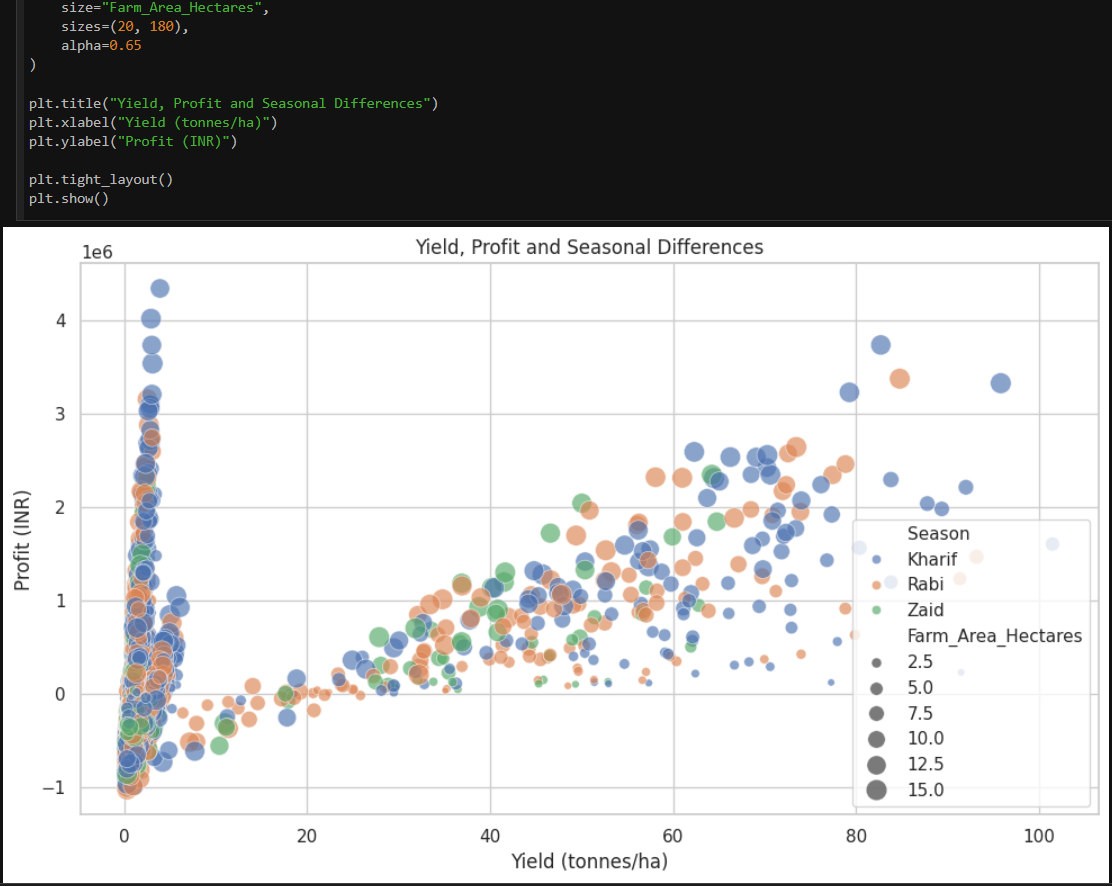 size="Farm_Area_Hectares",
sizes=(20, 180),
alpha=0.65
)
plt.title("Yield, Profit and Seasonal Differences")
plt.xlabel("Yield (tonnes/ha)")
plt.ylabel("Profit (INR)")
plt.tight_layout()
plt.show()
Yield, Profit and Seasonal Differences
1e6
4
3
2
1
0
−1
Profit (INR)
Season
Kharif
Rabi
Zaid
Farm_Area_Hectares
2.5
5.0
7.5
10.0
12.5
15.0
0
20
40
60
80
100
Yield (tonnes/ha)